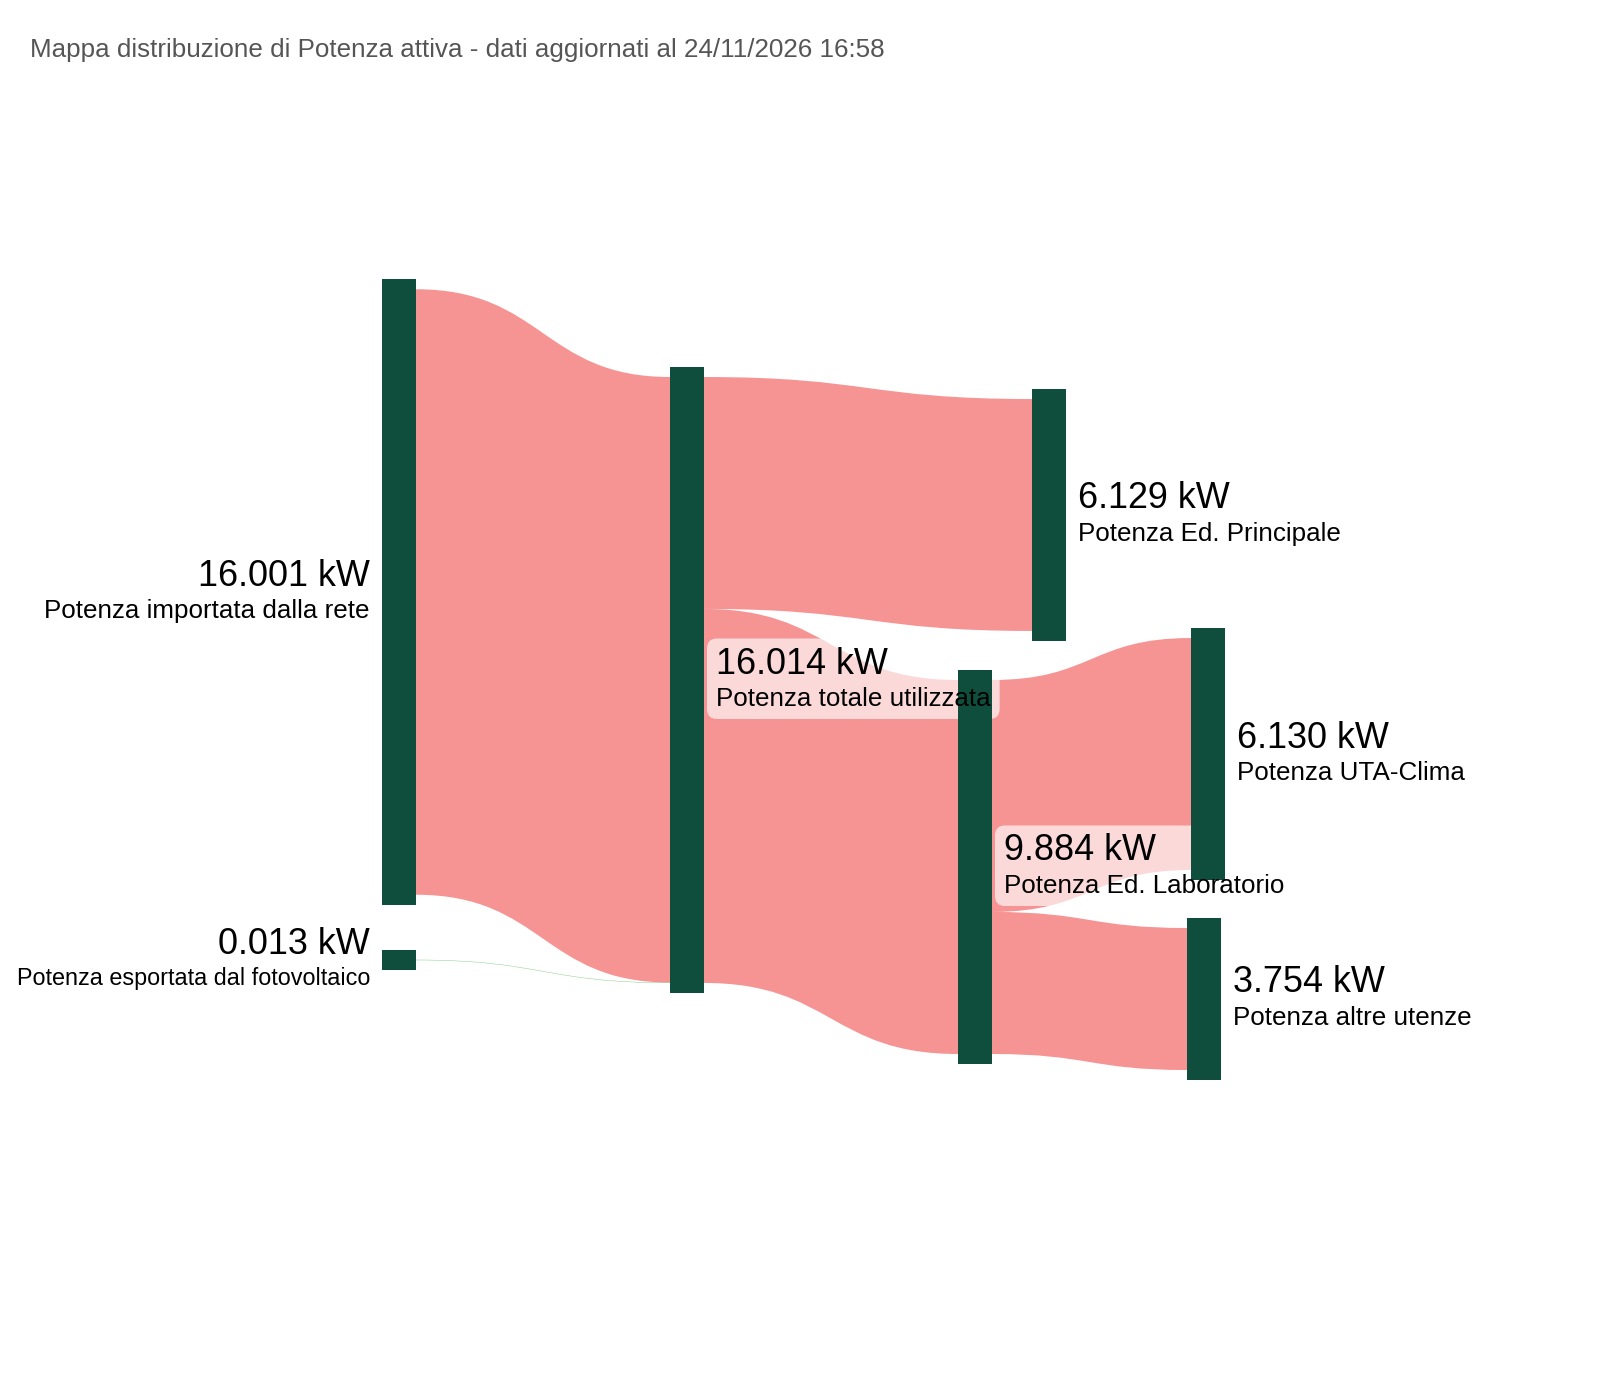 Mappa distribuzione di Potenza attiva - dati aggiornati al 24/11/2026 16:58
16.001 kW
Potenza importata dalla rete
0.013 kW
Potenza esportata dal fotovoltaico
16.014 kW
Potenza totale utilizzata
6.129 kW
Potenza Ed. Principale
9.884 kW
Potenza Ed. Laboratorio
6.130 kW
Potenza UTA-Clima
3.754 kW
Potenza altre utenze